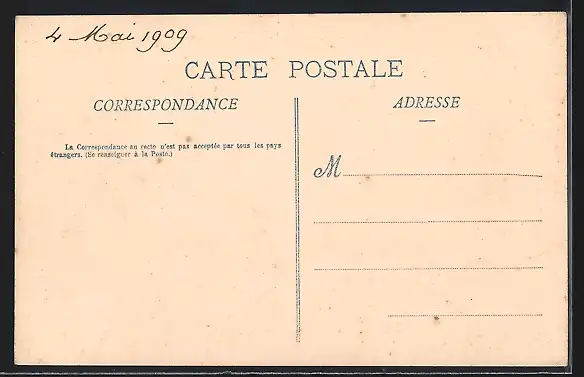 4 Mai 1909
CARTE POSTALE
CORRESPONDANCE
ADRESSE
La Correspondance au recto n'est pas acceptée par tous les pays
étrangers. (Se renseigner à la Poste.)
M